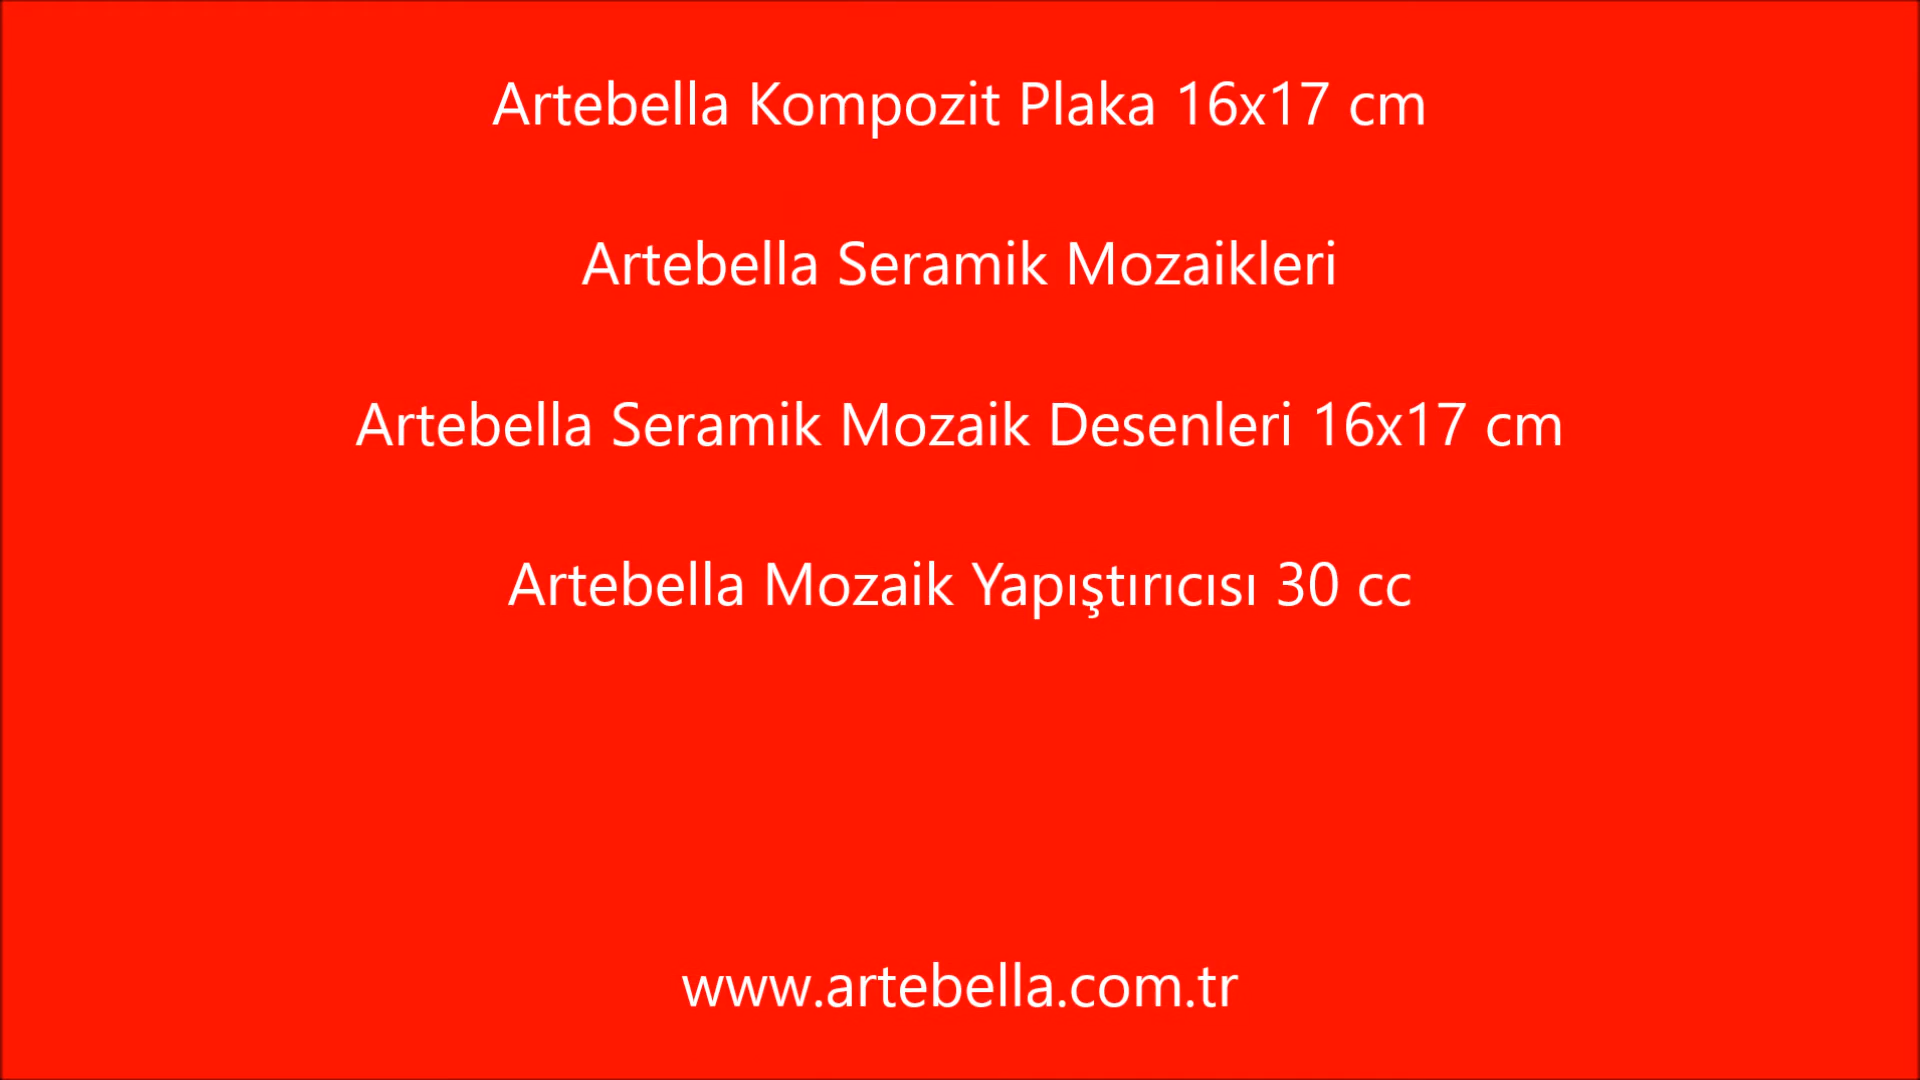 Artebella Kompozit Plaka 16x17 cm
Artebella Seramik Mozaikleri
Artebella Seramik Mozaik Desenleri 16x17 cm
Artebella Mozaik Yapıştırıcısı 30 cc
www.artebella.com.tr